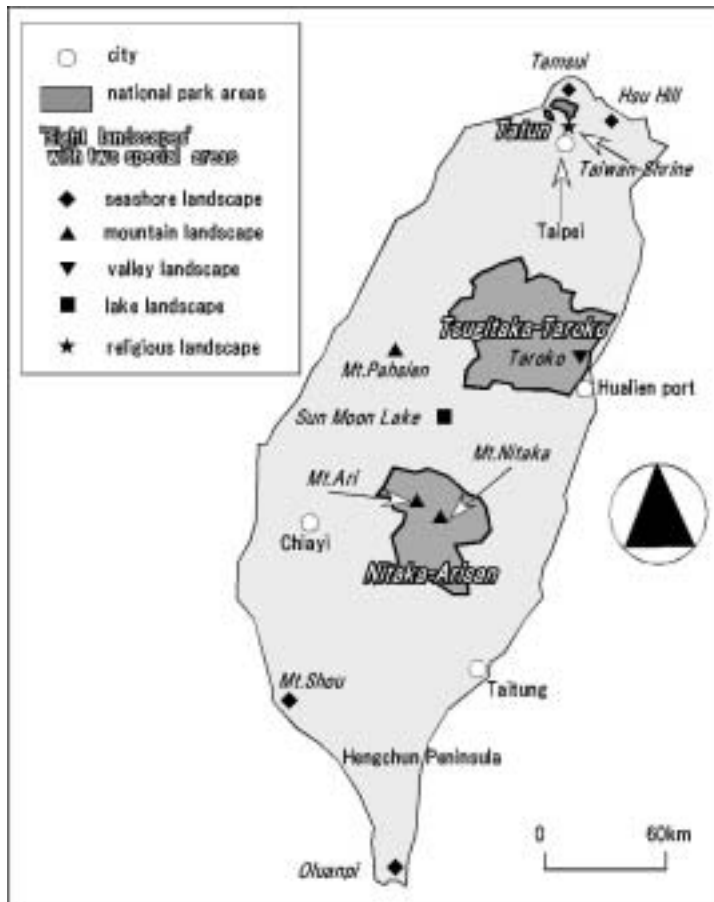 city
national park areas
'Eight landscapes'
with two special areas
seashore landscape
mountain landscape
valley landscape
lake landscape
religious landscape
Tamsui
Hsu Hill
Tatun
Taiwan-Shrine
Taipei
Tsugitaka-Taroko
Taroko
Mt.Pahsien
Hualien port
Sun Moon Lake
Mt.Nitaka
Mt.Ari
Chiayi
Nitaka-Arisan
Mt.Shou
Taitung
Hengchun Peninsula
0 60km
Oluanpi